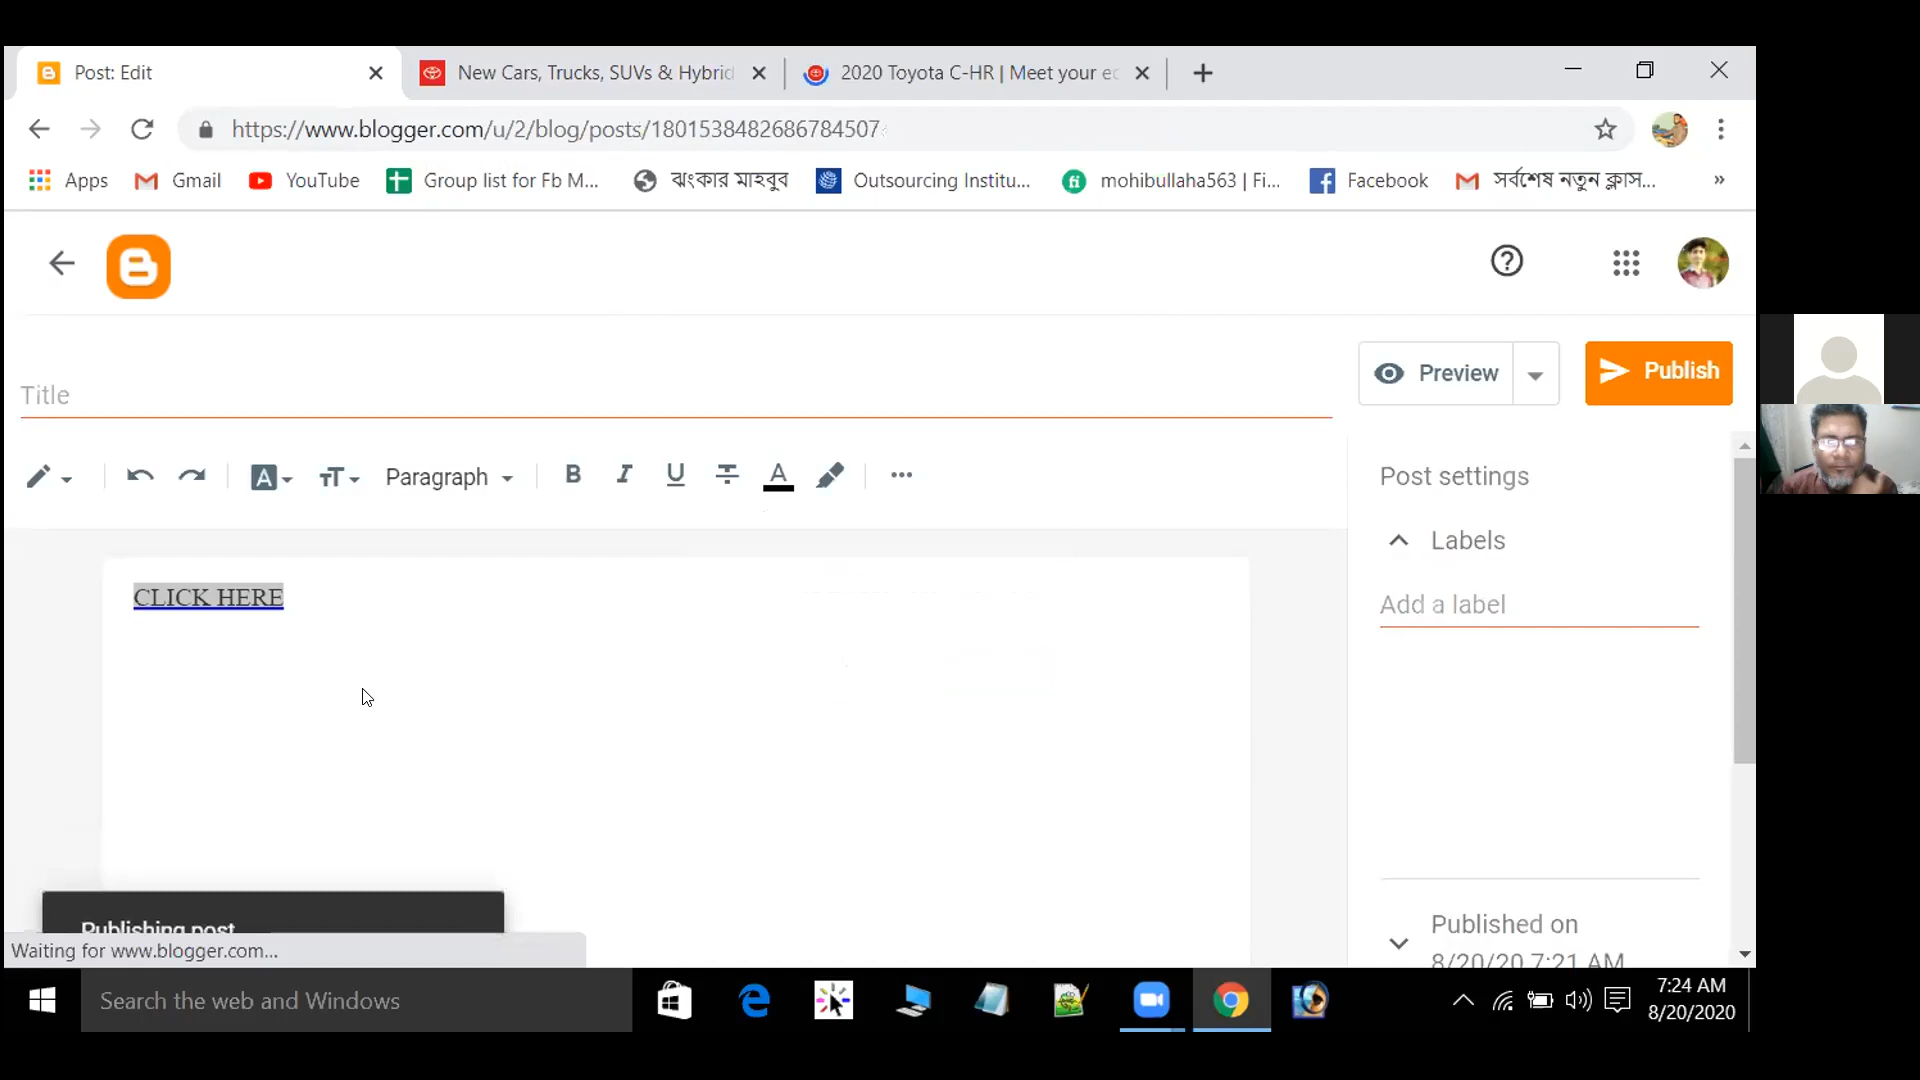 Post: Edit
New Cars, Trucks, SUVs & Hybrid
2020 Toyota C-HR | Meet your ec
https://www.blogger.com/u/2/blog/posts/1801538482686784507
Apps
Gmail
YouTube
Group list for Fb M...
ঝংকার মাহবুব
Outsourcing Institu...
mohibullaha563 | Fi...
Facebook
সর্বশেষ নতুন ক্লাস...
»
Title
Preview
Publish
Paragraph
B I U T A
Post settings
Labels
Add a label
CLICK HERE
Published on
8/20/20 7:21 AM
Publishing post
Waiting for www.blogger.com...
Search the web and Windows
7:24 AM
8/20/2020